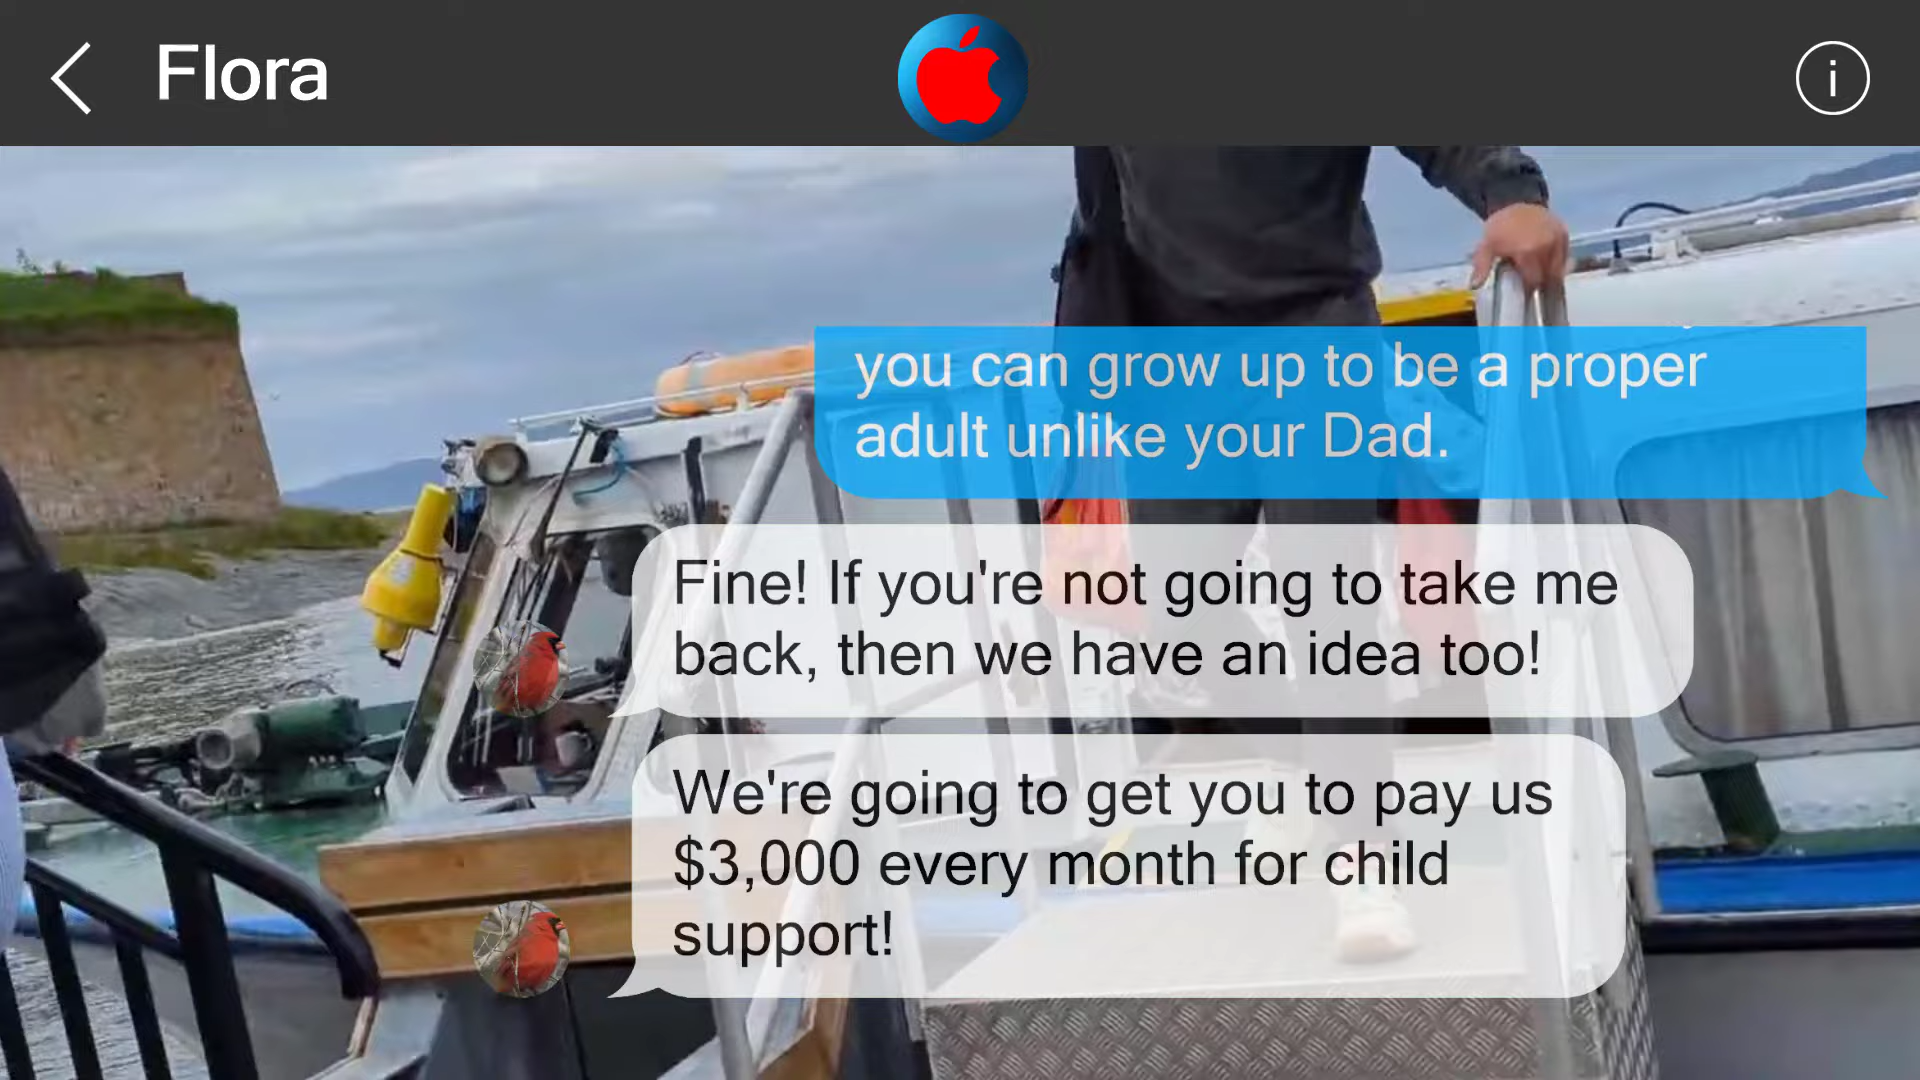 Flora
you can grow up to be a proper
adult unlike your Dad.
Fine! If you're not going to take me
back, then we have an idea too!
We're going to get you to pay us
$3,000 every month for child
support!